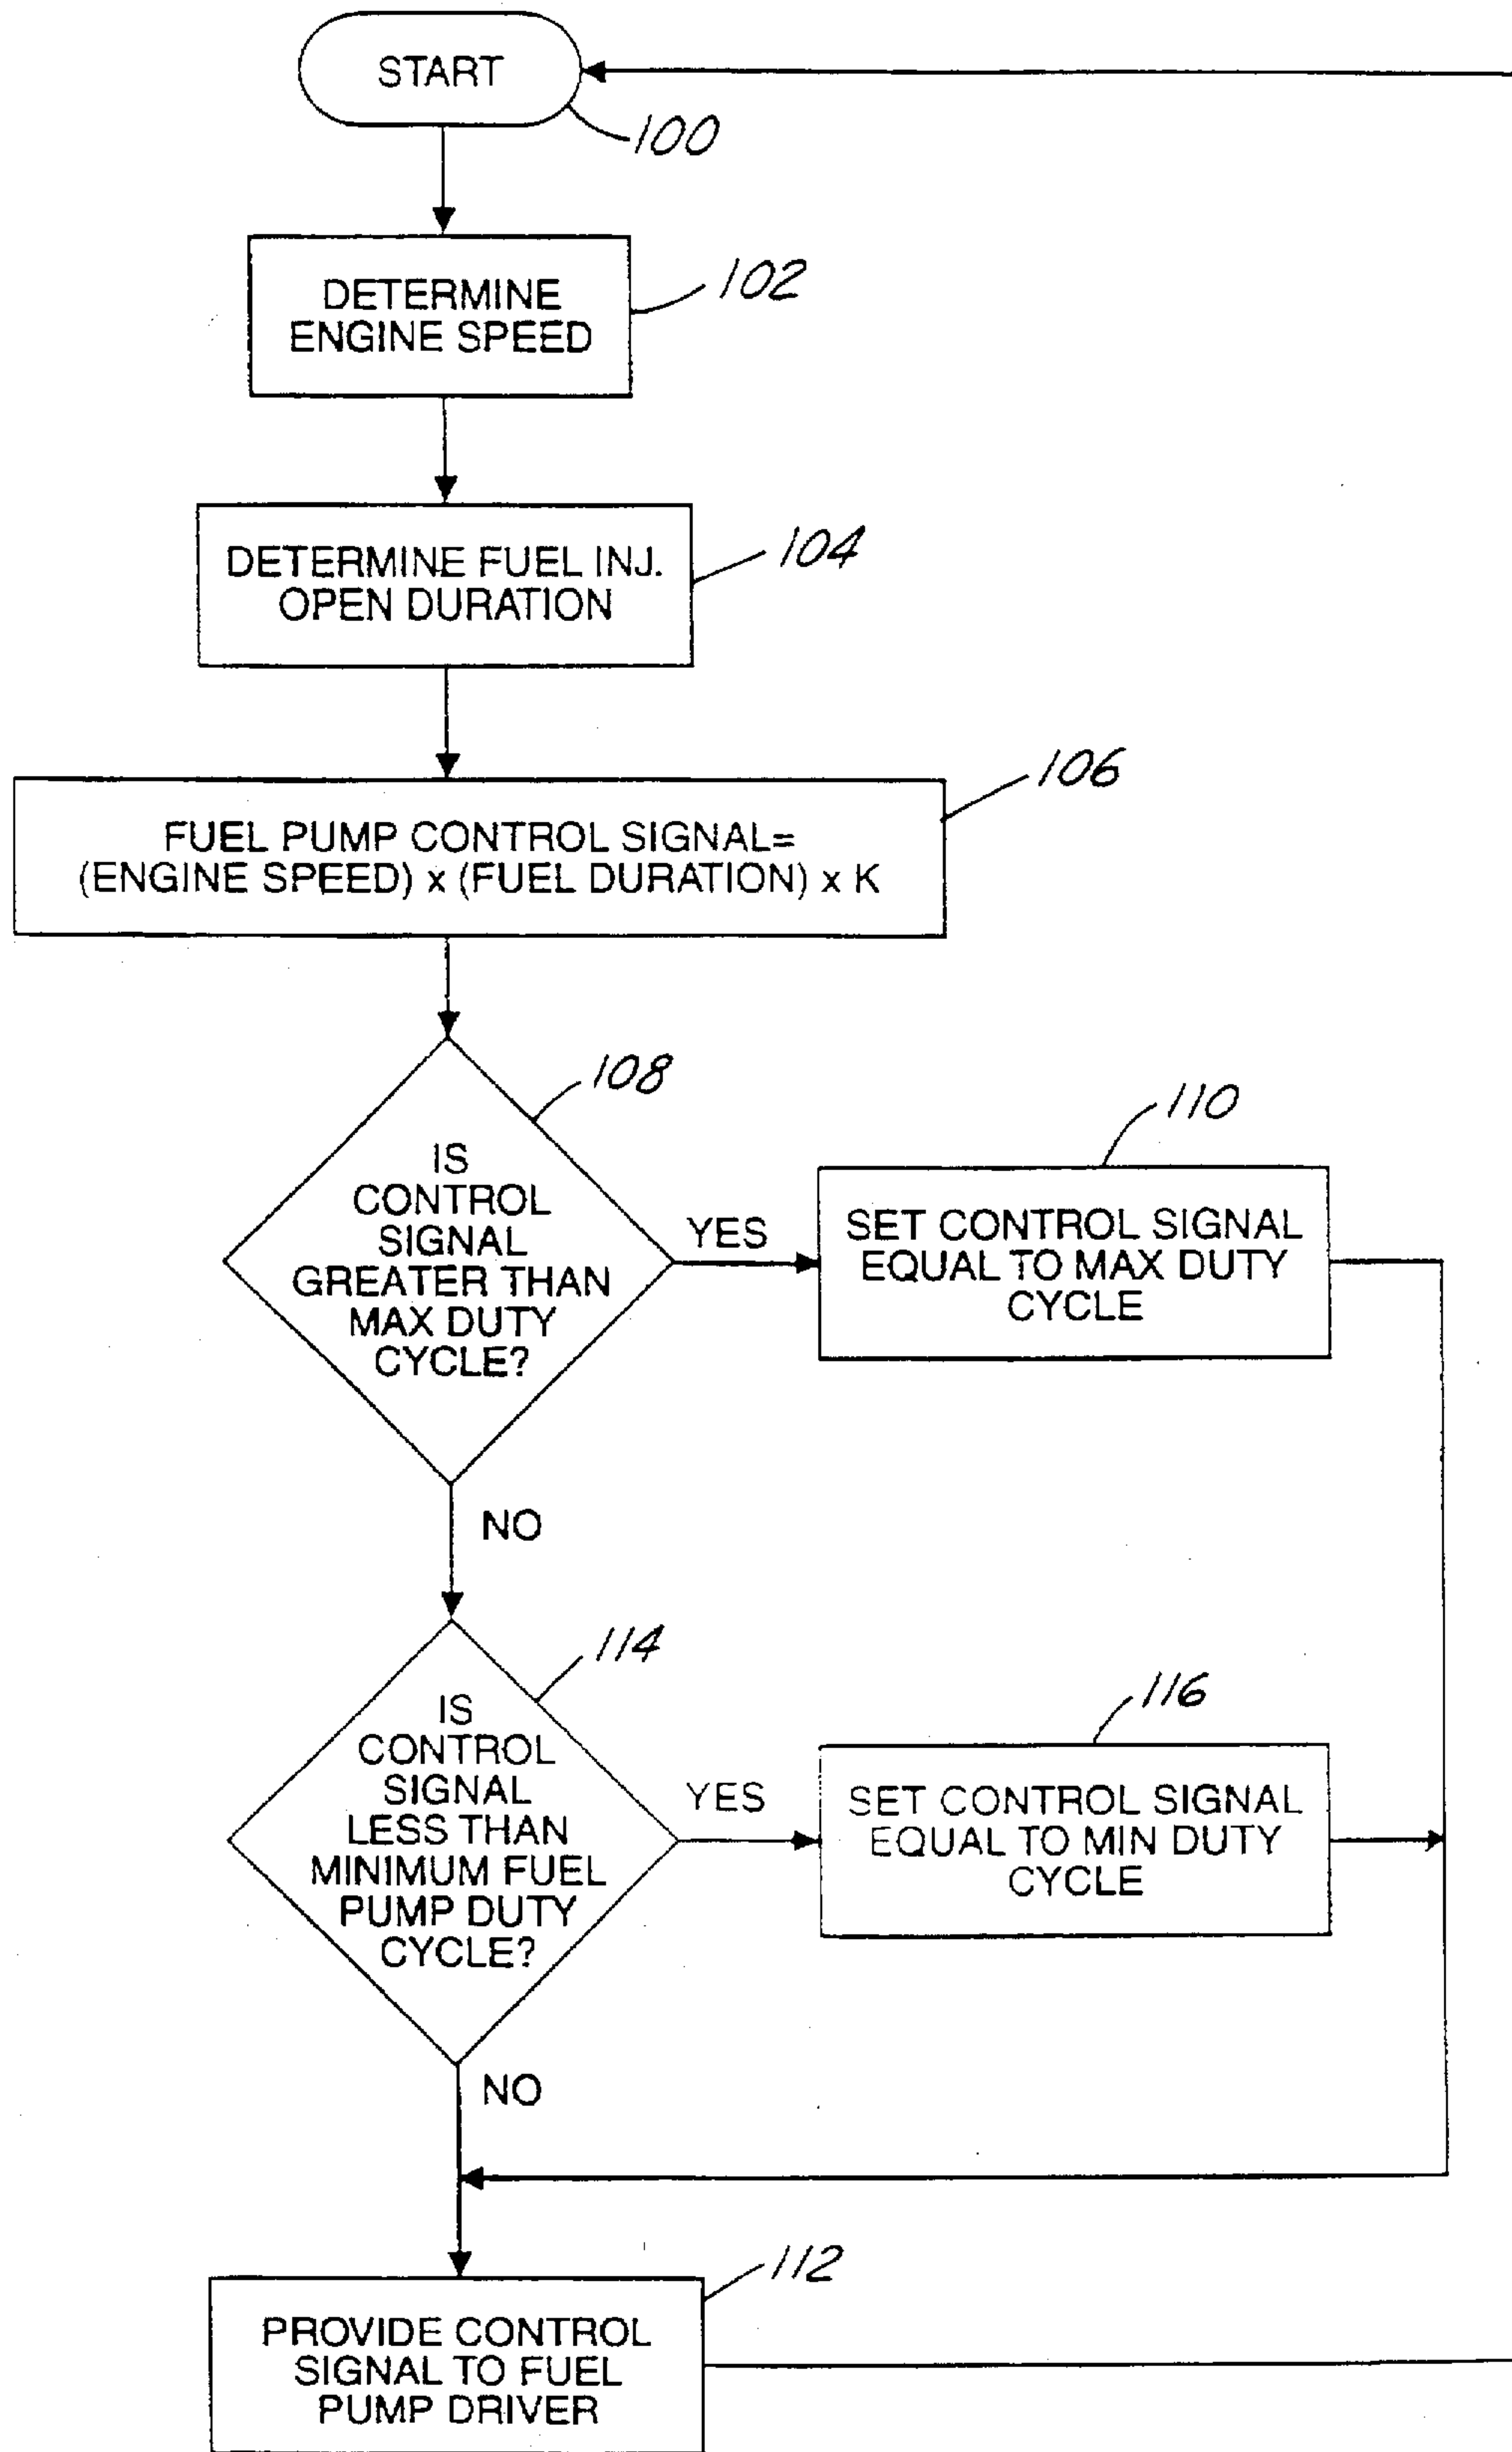 START
100
DETERMINE
ENGINE SPEED
102
DETERMINE FUEL INJ.
OPEN DURATION
104
FUEL PUMP CONTROL SIGNAL=
(ENGINE SPEED) x (FUEL DURATION) x K
106
IS
CONTROL
SIGNAL
GREATER THAN
MAX DUTY
CYCLE?
108
YES
SET CONTROL SIGNAL
EQUAL TO MAX DUTY
CYCLE
110
NO
IS
CONTROL
SIGNAL
LESS THAN
MINIMUM FUEL
PUMP DUTY
CYCLE?
114
YES
SET CONTROL SIGNAL
EQUAL TO MIN DUTY
CYCLE
116
NO
PROVIDE CONTROL
SIGNAL TO FUEL
PUMP DRIVER
112